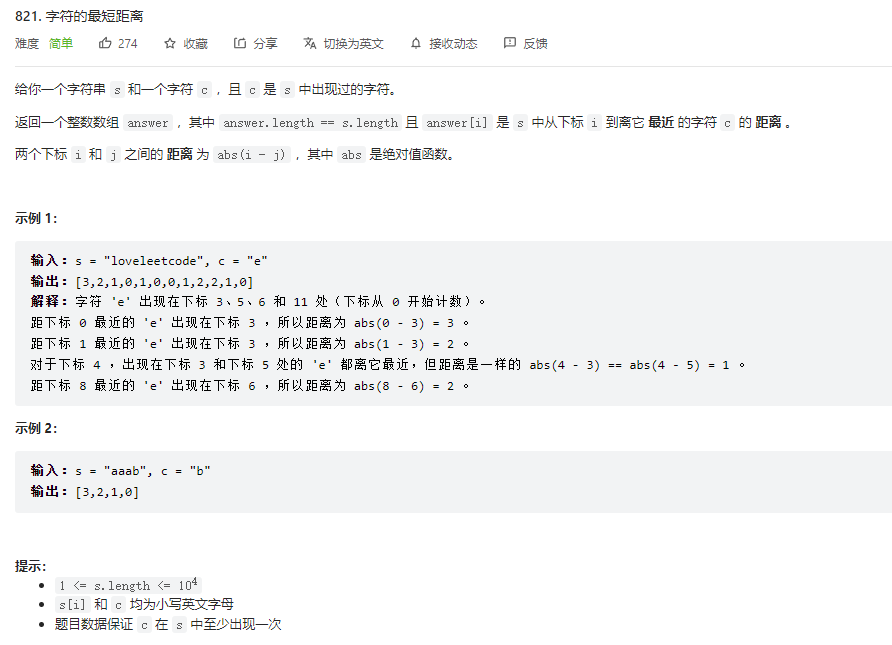 821. 字符的最短距离
难度 简单 274 收藏 分享 切换为英文 接收动态 反馈
给你一个字符串 s 和一个字符 c ，且 c 是 s 中出现过的字符。
返回一个整数数组 answer ，其中 answer.length == s.length 且 answer[i] 是 s 中从下标 i 到离它 最近 的字符 c 的 距离 。
两个下标 i 和 j 之间的 距离 为 abs(i - j) ，其中 abs 是绝对值函数。
示例 1：
输入：s = "loveleetcode", c = "e"
输出：[3,2,1,0,1,0,0,1,2,2,1,0]
解释：字符 'e' 出现在下标 3、5、6 和 11 处（下标从 0 开始计数）。
距下标 0 最近的 'e' 出现在下标 3 ，所以距离为 abs(0 - 3) = 3 。
距下标 1 最近的 'e' 出现在下标 3 ，所以距离为 abs(1 - 3) = 2 。
对于下标 4 ，出现在下标 3 和下标 5 处的 'e' 都离它最近，但距离是一样的 abs(4 - 3) == abs(4 - 5) = 1 。
距下标 8 最近的 'e' 出现在下标 6 ，所以距离为 abs(8 - 6) = 2 。
示例 2：
输入：s = "aaab", c = "b"
输出：[3,2,1,0]
提示：
• 1 <= s.length <= 10⁴
• s[i] 和 c 均为小写英文字母
• 题目数据保证 c 在 s 中至少出现一次